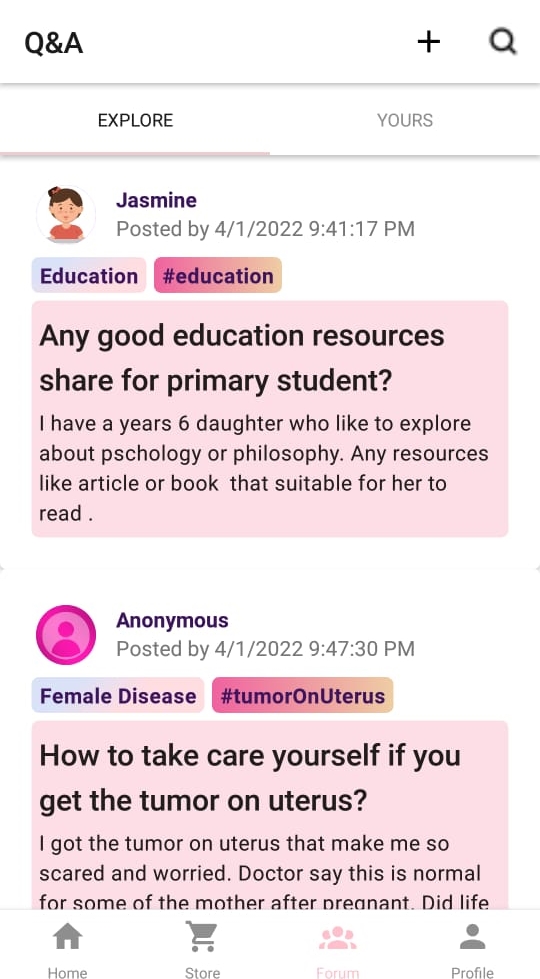 Q&A
EXPLORE YOURS
Jasmine
Posted by 4/1/2022 9:41:17 PM
Education #education
Any good education resources
share for primary student?
I have a years 6 daughter who like to explore
about pschology or philosophy. Any resources
like article or book  that suitable for her to
read .
Anonymous
Posted by 4/1/2022 9:47:30 PM
Female Disease #tumorOnUterus
How to take care yourself if you
get the tumor on uterus?
I got the tumor on uterus that make me so
scared and worried. Doctor say this is normal
for some of the mother after pregnant. Did life
Home Store Forum Profile